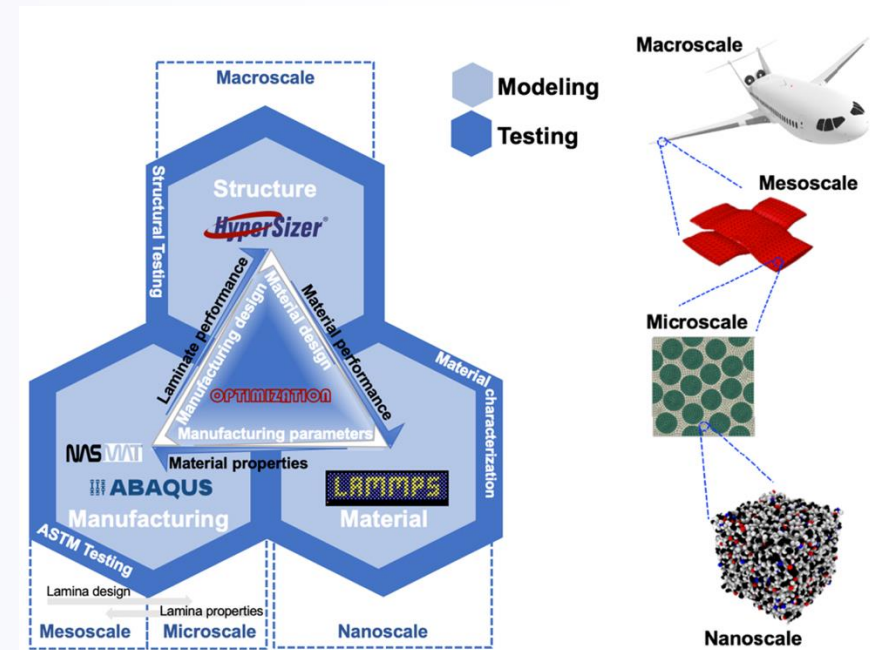 Macroscale
Modeling
Testing
Structure
HyperSizer®
Structural Testing
Laminate performance
Manufacturing design
Material design
Material performance
OPTIMIZATION
Manufacturing parameters
Material properties
Material characterization
NASMAT
ABAQUS
Manufacturing
ASTM Testing
LAMMPS
Material
Lamina design
Lamina properties
Mesoscale
Microscale
Nanoscale
Macroscale
Mesoscale
Microscale
Nanoscale